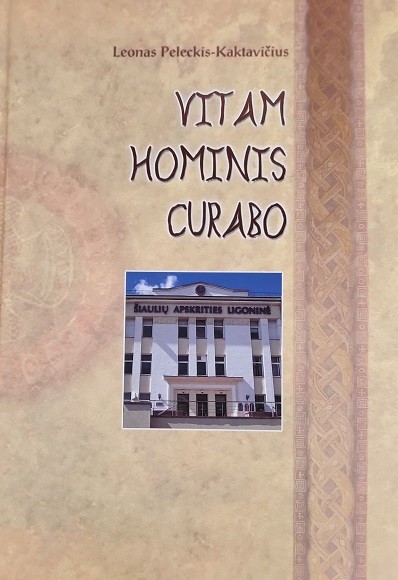 Leonas Peleckis-Kaktavičius
VITAM
HOMINIS
CURABO
ŠIAULIŲ APSKRITIES LIGONINĖ